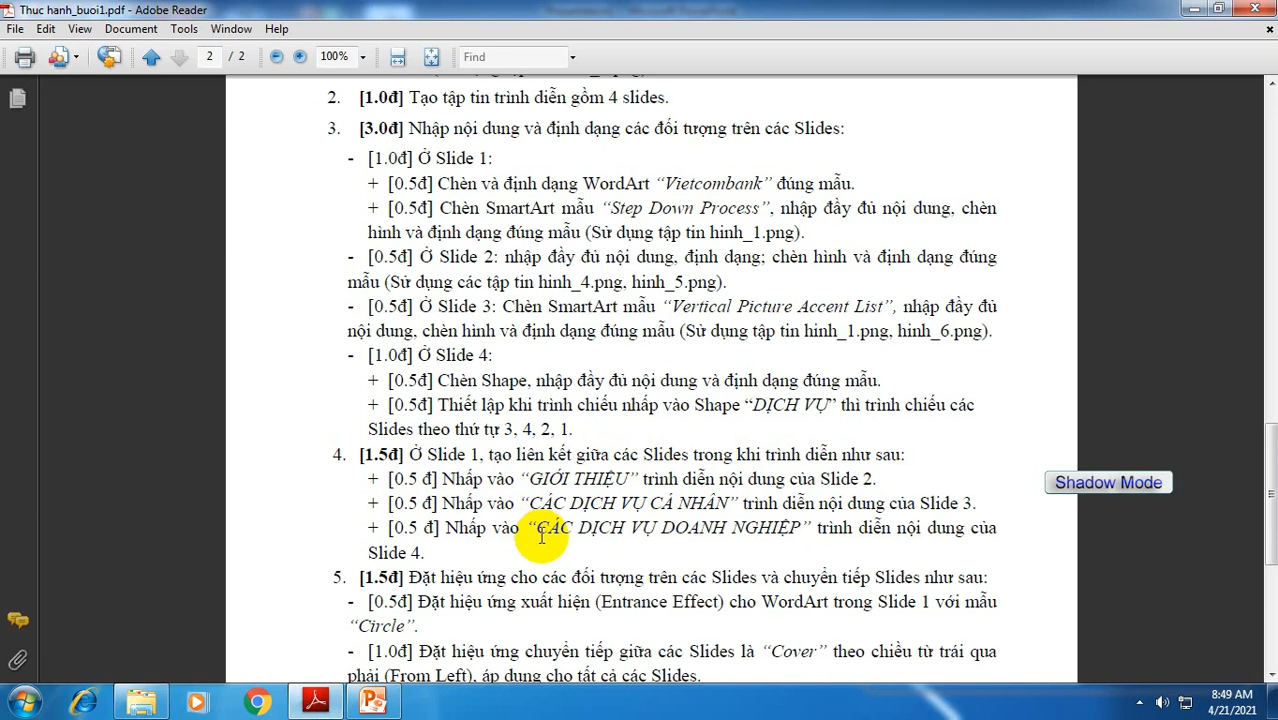 Thuc hanh_buoi1.pdf - Adobe Reader
File Edit View Document Tools Window Help
2 / 2 100% Find
2. [1.0đ] Tạo tập tin trình diễn gồm 4 slides.
3. [3.0đ] Nhập nội dung và định dạng các đối tượng trên các Slides:
- [1.0đ] Ở Slide 1:
+ [0.5đ] Chèn và định dạng WordArt “Vietcombank” đúng mẫu.
+ [0.5đ] Chèn SmartArt mẫu “Step Down Process”, nhập đầy đủ nội dung, chèn
hình và định dạng đúng mẫu (Sử dụng tập tin hinh_1.png).
- [0.5đ] Ở Slide 2: nhập đầy đủ nội dung, định dạng; chèn hình và định dạng đúng
mẫu (Sử dụng các tập tin hinh_4.png, hinh_5.png).
- [0.5đ] Ở Slide 3: Chèn SmartArt mẫu “Vertical Picture Accent List”, nhập đầy đủ
nội dung, chèn hình và định dạng đúng mẫu (Sử dụng tập tin hinh_1.png, hinh_6.png).
- [1.0đ] Ở Slide 4:
+ [0.5đ] Chèn Shape, nhập đầy đủ nội dung và định dạng đúng mẫu.
+ [0.5đ] Thiết lập khi trình chiếu nhấp vào Shape “DỊCH VỤ” thì trình chiếu các
Slides theo thứ tự 3, 4, 2, 1.
4. [1.5đ] Ở Slide 1, tạo liên kết giữa các Slides trong khi trình diễn như sau:
+ [0.5 đ] Nhấp vào “GIỚI THIỆU” trình diễn nội dung của Slide 2.
+ [0.5 đ] Nhấp vào “CÁC DỊCH VỤ CÁ NHÂN” trình diễn nội dung của Slide 3.
+ [0.5 đ] Nhấp vào “CÁC DỊCH VỤ DOANH NGHIỆP” trình diễn nội dung của
Slide 4.
Shadow Mode
5. [1.5đ] Đặt hiệu ứng cho các đối tượng trên các Slides và chuyển tiếp Slides như sau:
- [0.5đ] Đặt hiệu ứng xuất hiện (Entrance Effect) cho WordArt trong Slide 1 với mẫu
“Circle”.
- [1.0đ] Đặt hiệu ứng chuyển tiếp giữa các Slides là “Cover” theo chiều từ trái qua
phải (From Left), áp dụng cho tất cả các Slides.
8:49 AM
4/21/2021